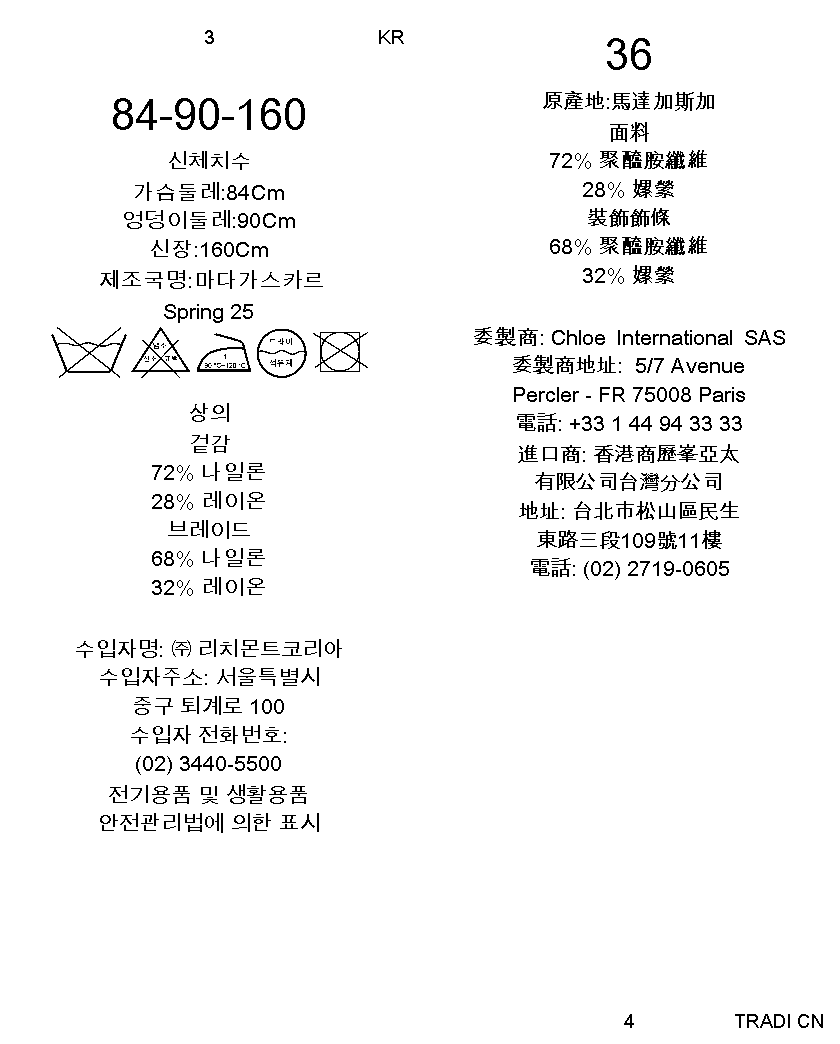 3 KR
84-90-160
신체치수
가슴둘레:84Cm
엉덩이둘레:90Cm
신장:160Cm
제조국명:마다가스카르
Spring 25
염소
산소 표백
1
80 ℃~120 ℃
드라이
석유계
상의
겉감
72% 나일론
28% 레이온
브레이드
68% 나일론
32% 레이온
수입자명: ㈜ 리치몬트코리아
수입자주소: 서울특별시
중구 퇴계로 100
수입자 전화번호:
(02) 3440-5500
전기용품 및 생활용품
안전관리법에 의한 표시
36
原產地:馬達加斯加
面料
72% 聚醯胺纖維
28% 嫘縈
裝飾飾條
68% 聚醯胺纖維
32% 嫘縈
委製商: Chloe International SAS
委製商地址: 5/7 Avenue
Percler - FR 75008 Paris
電話: +33 1 44 94 33 33
進口商: 香港商歷峯亞太
有限公司台灣分公司
地址: 台北市松山區民生
東路三段109號11樓
電話: (02) 2719-0605
4 TRADI CN